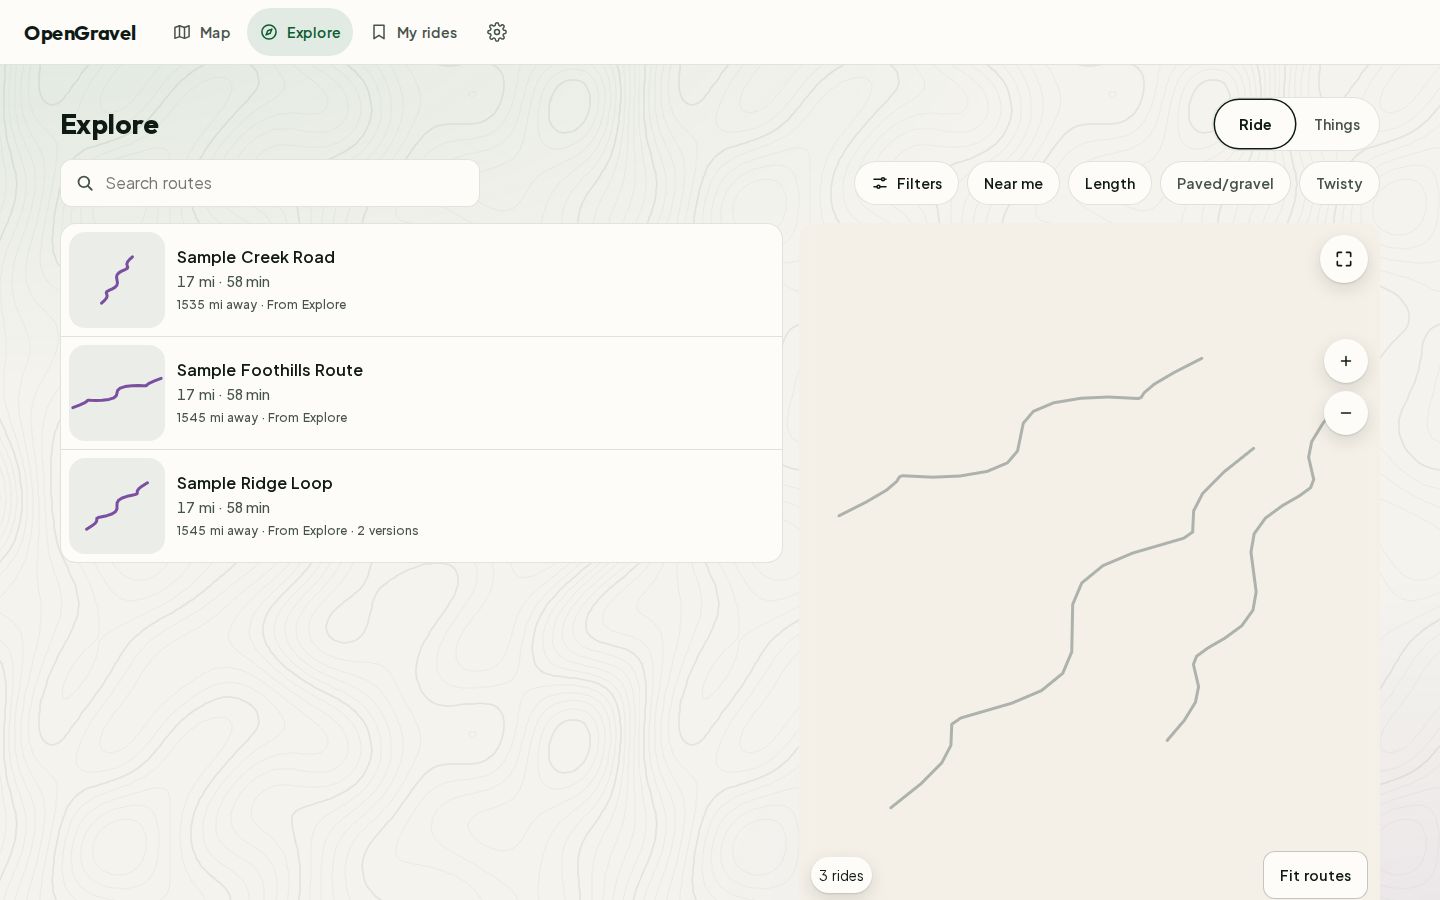 OpenGravel
Map
Explore
My rides
Explore
Ride
Things
Search routes
Filters
Near me
Length
Paved/gravel
Twisty
Sample Creek Road
17 mi · 58 min
1535 mi away · From Explore
Sample Foothills Route
17 mi · 58 min
1545 mi away · From Explore
Sample Ridge Loop
17 mi · 58 min
1545 mi away · From Explore · 2 versions
+
−
3 rides
Fit routes